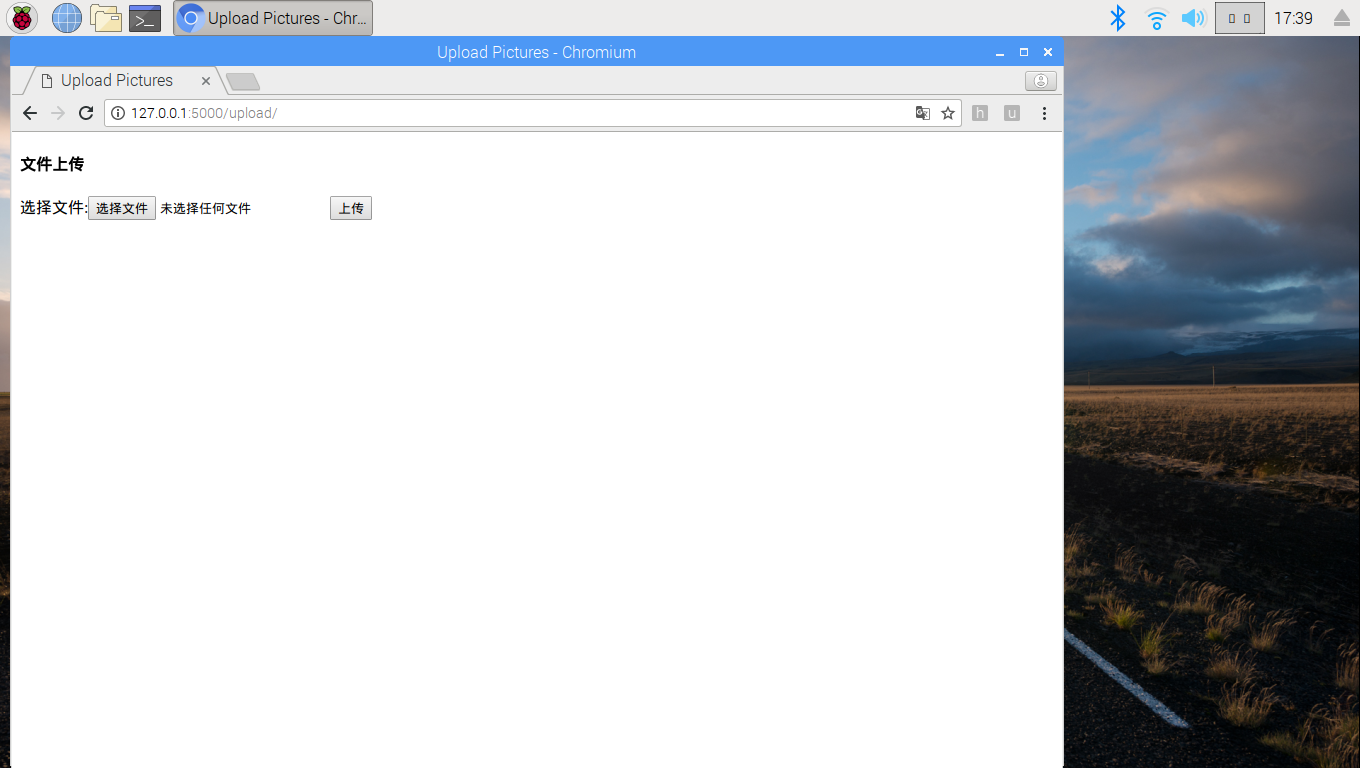 Upload Pictures - Chr...
17:39
Upload Pictures - Chromium
Upload Pictures
127.0.0.1:5000/upload/
h
u
文件上传
选择文件:选择文件 未选择任何文件 上传